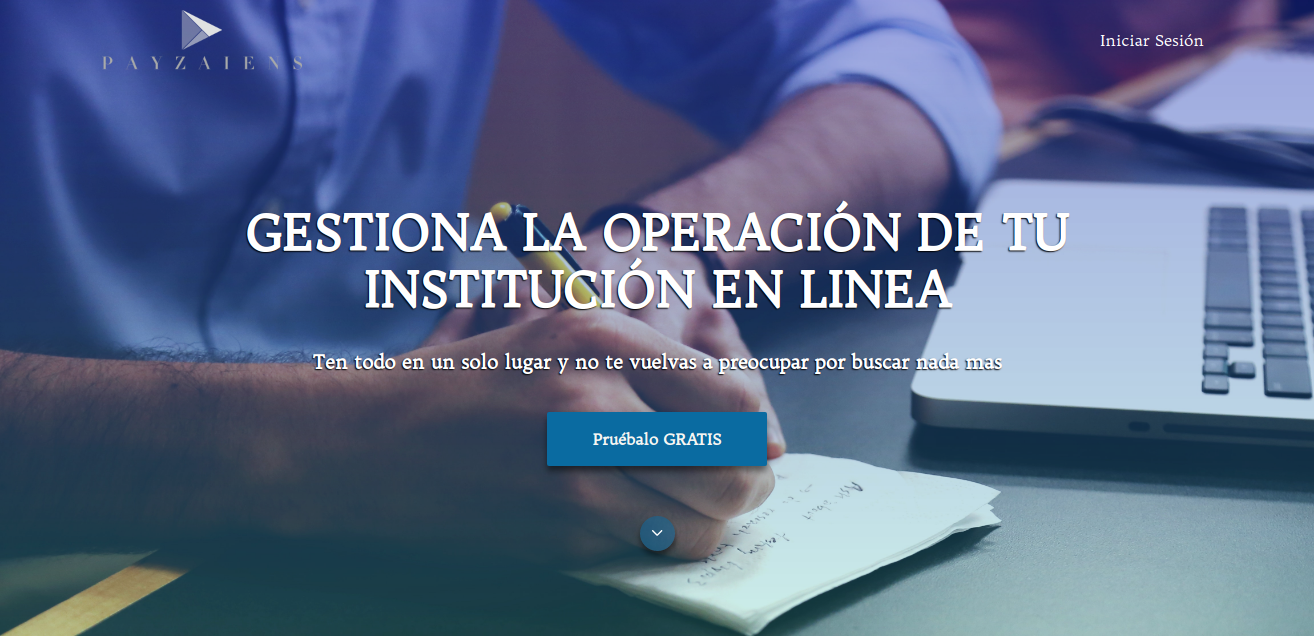 PAYZAIENS
Iniciar Sesión
GESTIONA LA OPERACIÓN DE TU
INSTITUCIÓN EN LINEA
Ten todo en un solo lugar y no te vuelvas a preocupar por buscar nada mas
Pruébalo GRATIS